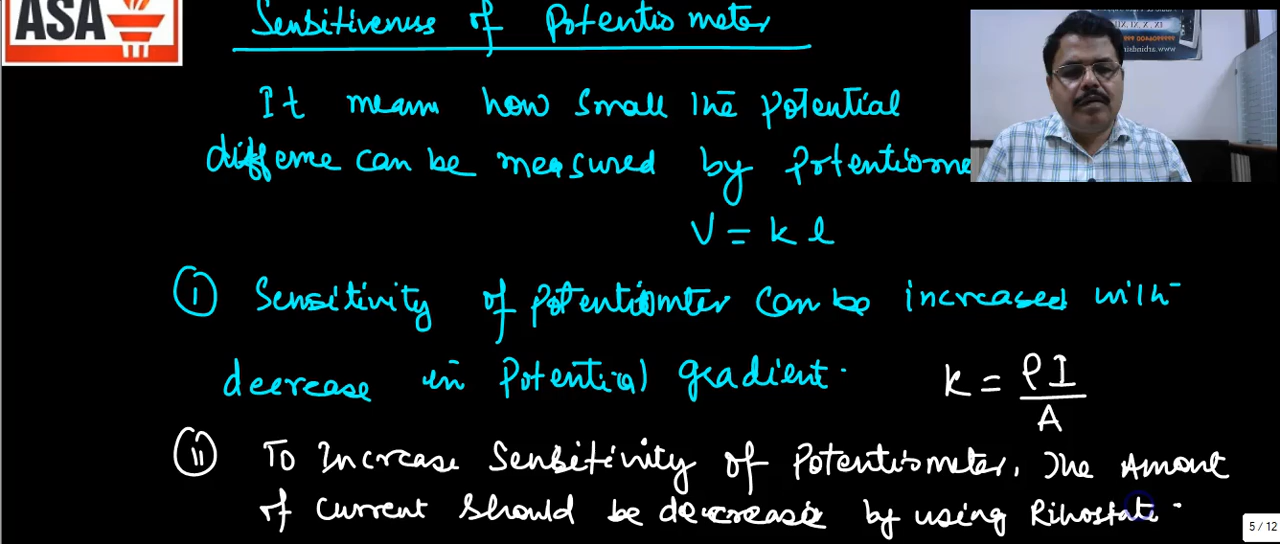 ASA
Sensitiveness of Potentiometer
It means how small the potential
difference can be measured by Potentiome
V = k l
(i) Sensitivity of Potentiometer can be increased with
decrease in Potential gradient.
k = ρI / A
(ii) To Increase Sensitivity of Potentiometer, The Amount
of Current should be decrease by using Rihostate.
5 / 12